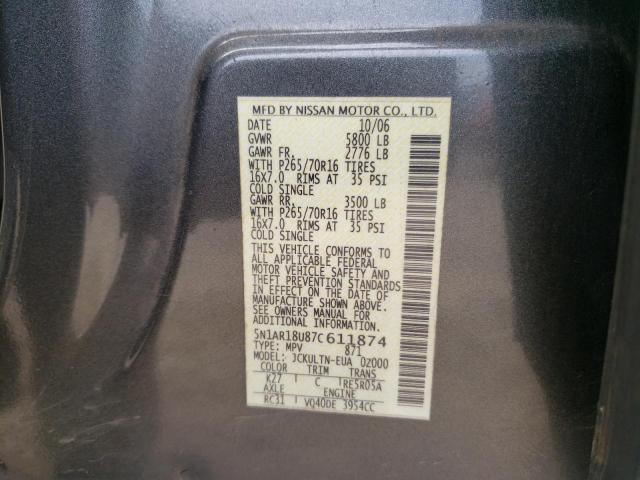 MFD BY NISSAN MOTOR CO., LTD.
DATE 10/06
GVWR 5800 LB
GAWR FR. 2776 LB
WITH P265/70R16 TIRES
16X7.0 RIMS AT 35 PSI
COLD SINGLE
GAWR RR. 3500 LB
WITH P265/70R16 TIRES
16X7.0 RIMS AT 35 PSI
COLD SINGLE
THIS VEHICLE CONFORMS TO
ALL APPLICABLE FEDERAL
MOTOR VEHICLE SAFETY AND
THEFT PREVENTION STANDARDS
IN EFFECT ON THE DATE OF
MANUFACTURE SHOWN ABOVE.
SEE OWNERS MANUAL FOR
ADDITIONAL INFORMATION.
5N1AR18U87C611874
TYPE: MPV 871
MODEL: JCKULTN-EUA 0Z000
COLOR TRIM TRANS
K27 C RE5R05A
AXLE ENGINE
RC31 VQ40DE 3954CC